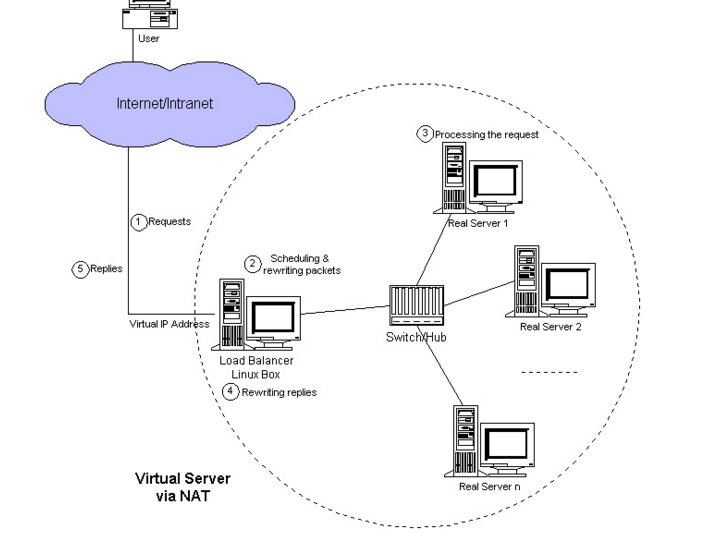 User
Internet/Intranet
3 Processing the request
Real Server 1
1 Requests
2 Scheduling &
rewriting packets
5 Replies
Real Server 2
Virtual IP Address
Switch/Hub
Load Balancer
Linux Box
4 Rewriting replies
Real Server n
Virtual Server
via NAT